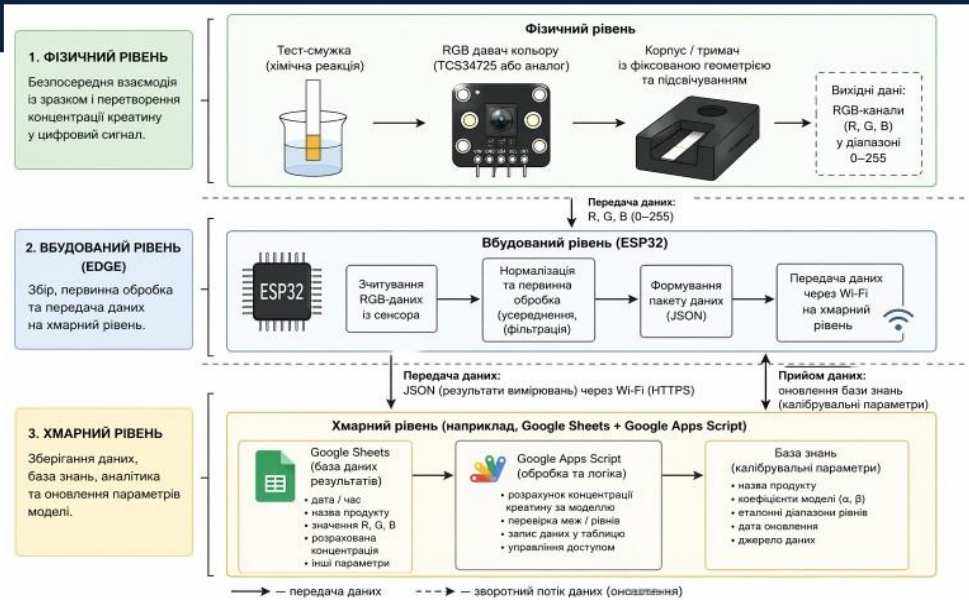 1. ФІЗИЧНИЙ РІВЕНЬ
Безпосередня взаємодія
із зразком і перетворення
концентрації креатину
у цифровий сигнал.
Фізичний рівень
Тест-смужка
(хімічна реакція)
RGB давач кольору
(TCS34725 або аналог)
VIN GND SDA SCL INT
Корпус / тримач
із фіксованою геометрією
та підсвічуванням
Вихідні дані:
RGB-канали
(R, G, B)
у діапазоні
0–255
Передача даних:
R, G, B (0–255)
2. ВБУДОВАНИЙ РІВЕНЬ
(EDGE)
Збір, первинна обробка
та передача даних
на хмарний рівень.
Вбудований рівень (ESP32)
ESP32
Зчитування
RGB-даних
із сенсора
Нормалізація
та первинна
обробка
(усереднення,
(фільтрація)
Формування
пакету даних
(JSON)
Передача даних
через Wi-Fi
на хмарний
рівень
Передача даних:
JSON (результати вимірювань) через Wi-Fi (HTTPS)
Прийом даних:
оновлення бази знань
(калібрувальні параметри)
3. ХМАРНИЙ РІВЕНЬ
Зберігання даних,
база знань, аналітика
та оновлення параметрів
моделі.
Хмарний рівень (наприклад, Google Sheets + Google Apps Script)
Google Sheets
(база даних
результатів)
• дата / час
• назва продукту
• значення R, G, B
• розрахована
концентрація
• інші параметри
Google Apps Script
(обробка та логіка)
• розрахунок концентрації
креатину за моделлю
• перевірка меж / рівнів
• запис даних у таблицю
• управління доступом
База знань
(калібрувальні параметри)
• назва продукту
• коефіцієнти моделі (α, β)
• еталонні діапазони рівнів
• дата оновлення
• джерело даних
— передача даних
— зворотний потік даних